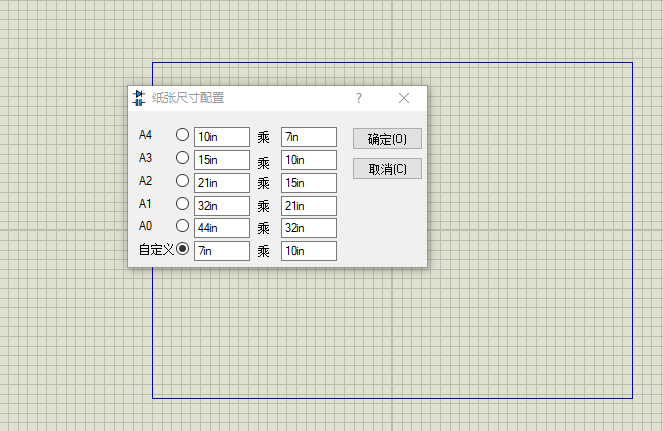 纸张尺寸配置 ?
A4 10in 乘 7in 确定(O)
A3 15in 乘 10in 取消(C)
A2 21in 乘 15in
A1 32in 乘 21in
A0 44in 乘 32in
自定义 7in 乘 10in